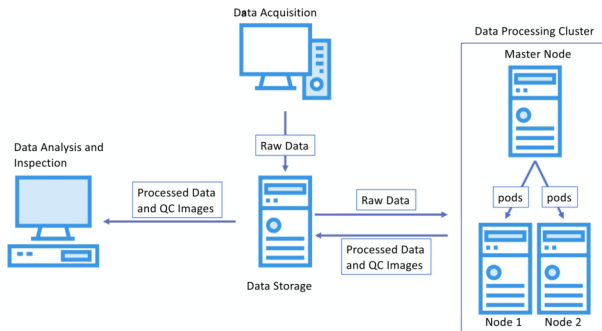 Data Acquisition
Data Processing Cluster
Master Node
Raw Data
Data Analysis and
Inspection
Processed Data
and QC Images
Raw Data
pods
pods
Processed Data
and QC Images
Data Storage
Node 1
Node 2